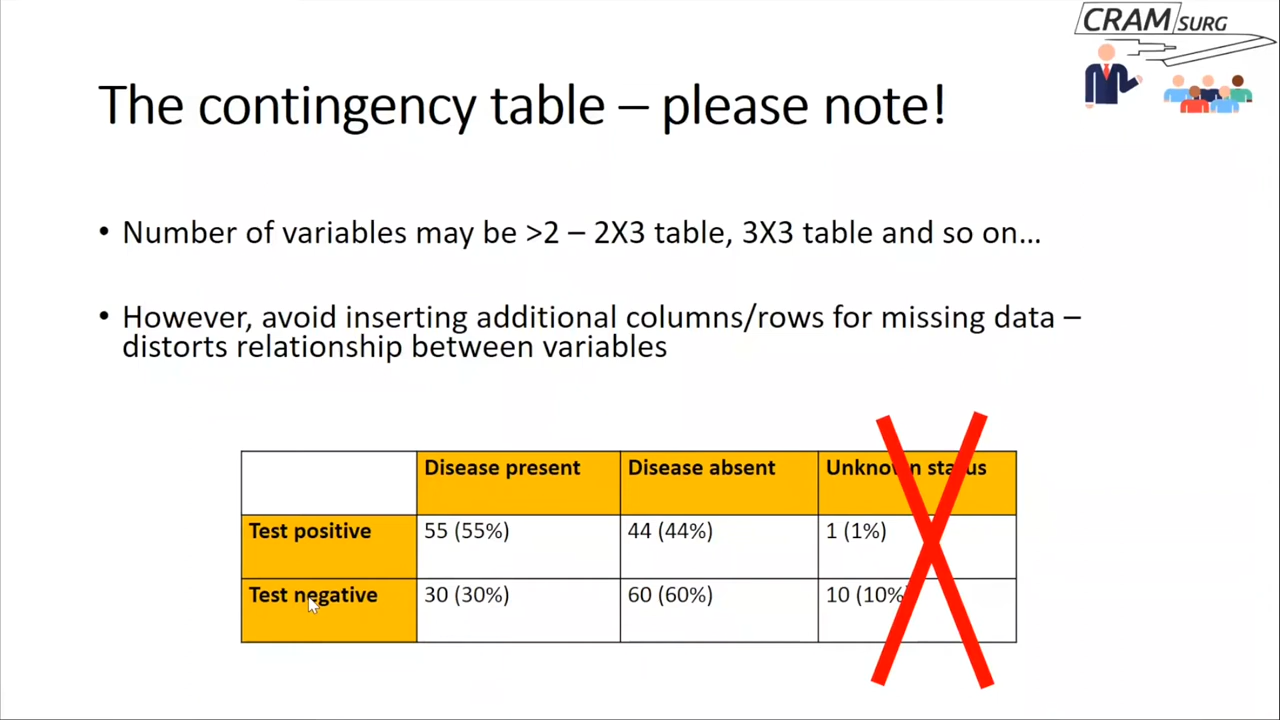 CRAM SURG
The contingency table – please note!
• Number of variables may be >2 – 2X3 table, 3X3 table and so on…
• However, avoid inserting additional columns/rows for missing data –
distorts relationship between variables
Disease present Disease absent Unknown status
Test positive 55 (55%) 44 (44%) 1 (1%)
Test negative 30 (30%) 60 (60%) 10 (10%)